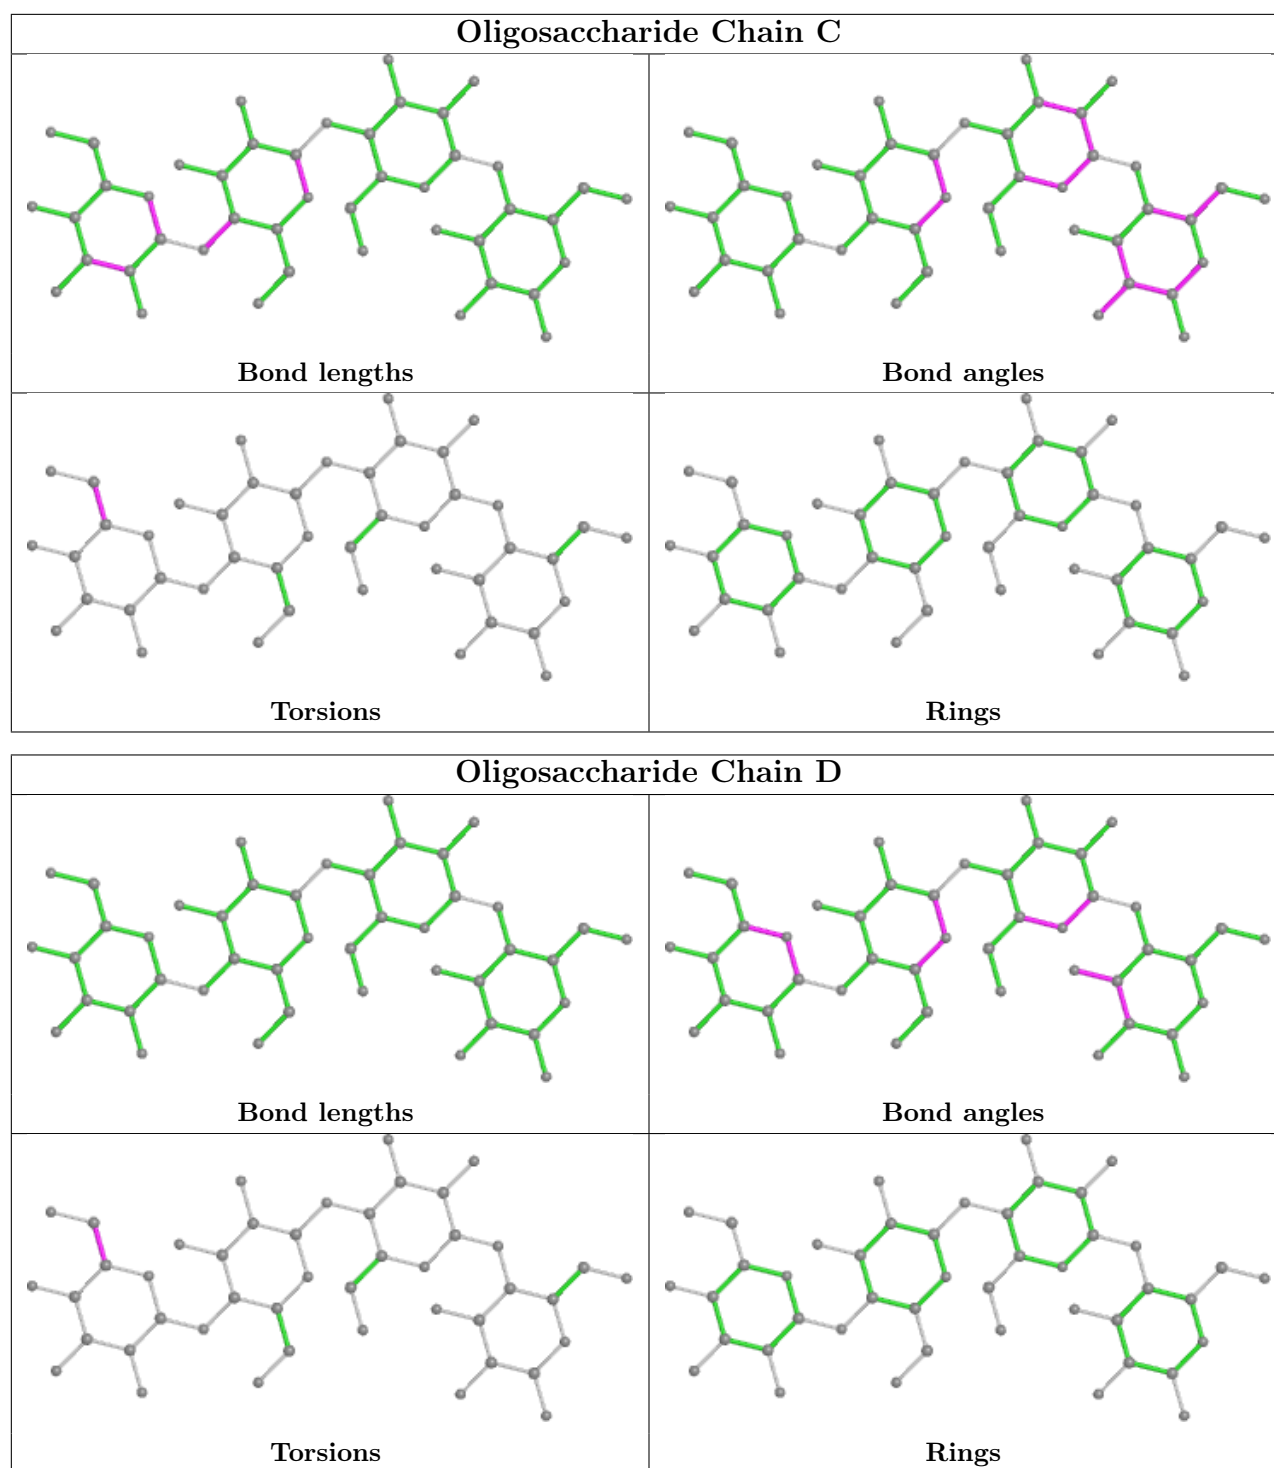 Oligosaccharide Chain C
Bond lengths
Bond angles
Torsions
Rings
Oligosaccharide Chain D
Bond lengths
Bond angles
Torsions
Rings